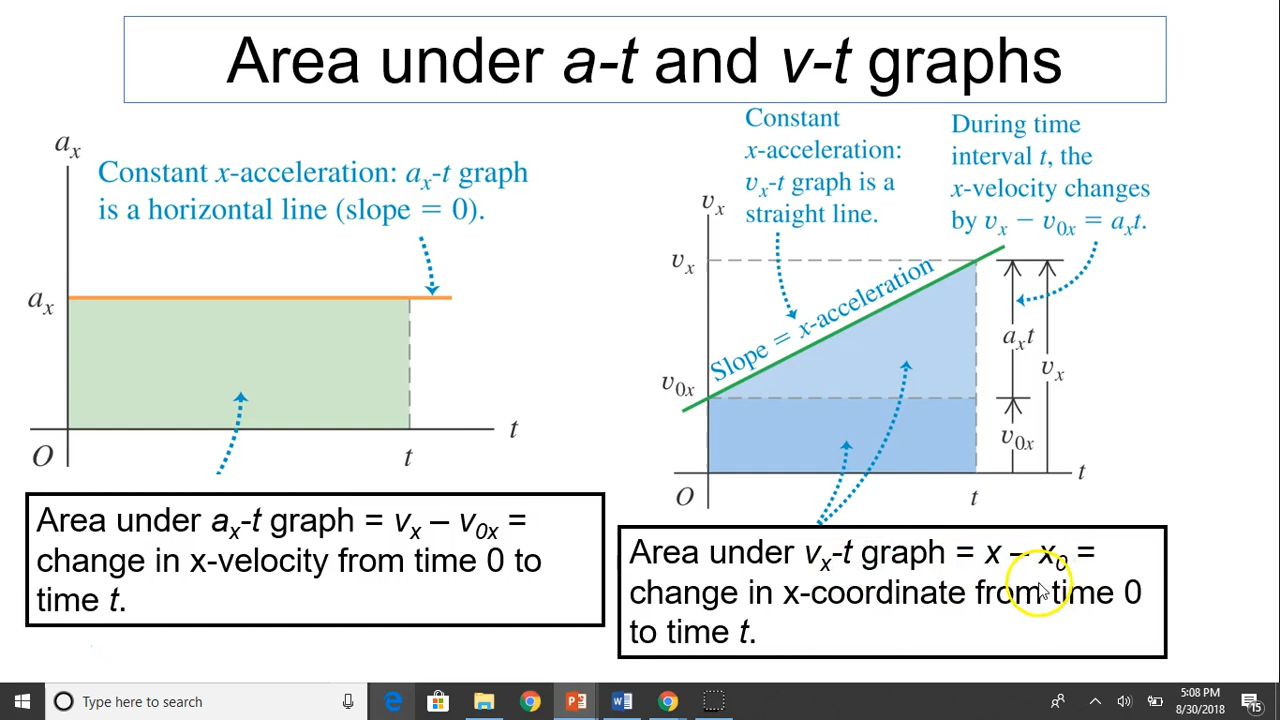 Area under a-t and v-t graphs
aₓ
Constant x-acceleration: aₓ-t graph
is a horizontal line (slope = 0).
aₓ
O
t
t
Area under aₓ-t graph = vₓ – v₀ₓ =
change in x-velocity from time 0 to
time t.
Constant
x-acceleration:
vₓ-t graph is a
straight line.
During time
interval t, the
x-velocity changes
by vₓ − v₀ₓ = aₓt.
vₓ
vₓ
Slope = x-acceleration
v₀ₓ
aₓt
vₓ
v₀ₓ
O
t
t
Area under vₓ-t graph = x – x₀ =
change in x-coordinate from time 0
to time t.
Type here to search
5:08 PM
8/30/2018
15